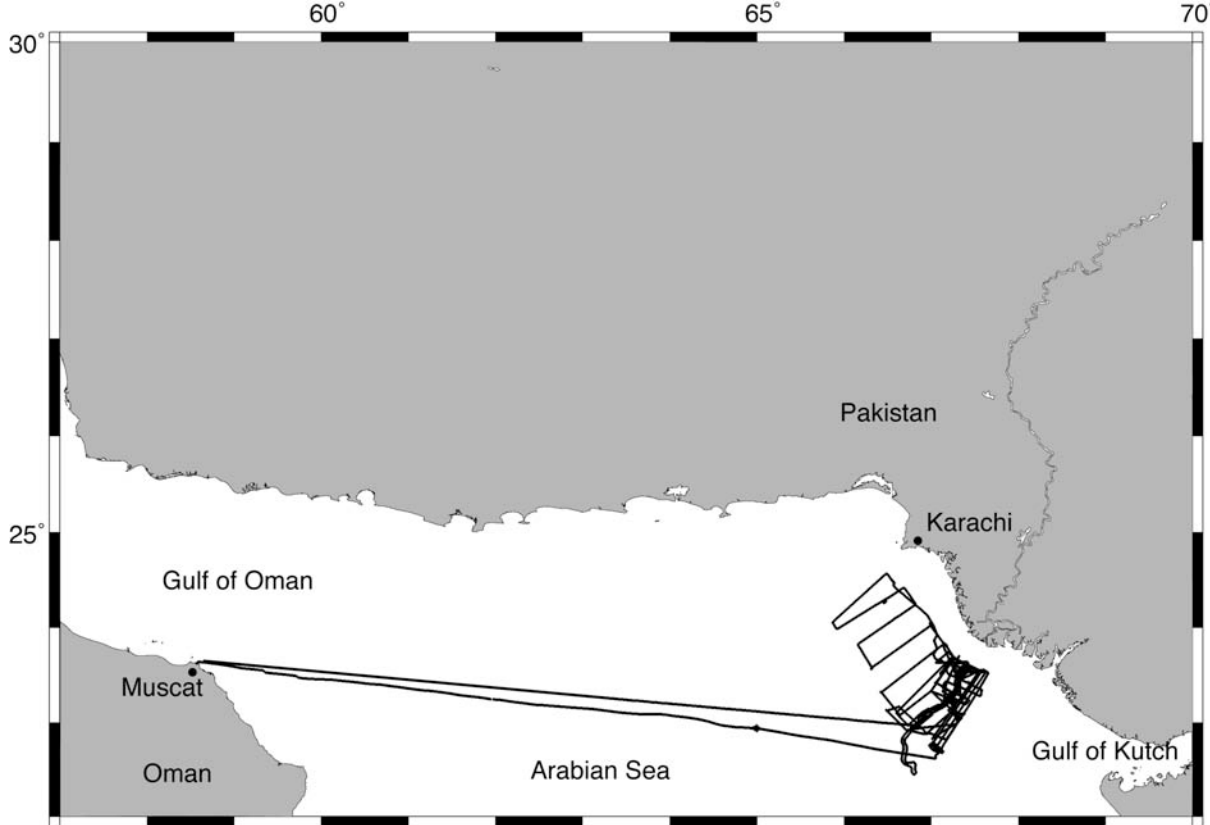 60° 65° 70
30°
Pakistan
25°
Karachi
Gulf of Oman
Muscat
Gulf of Kutch
Oman
Arabian Sea